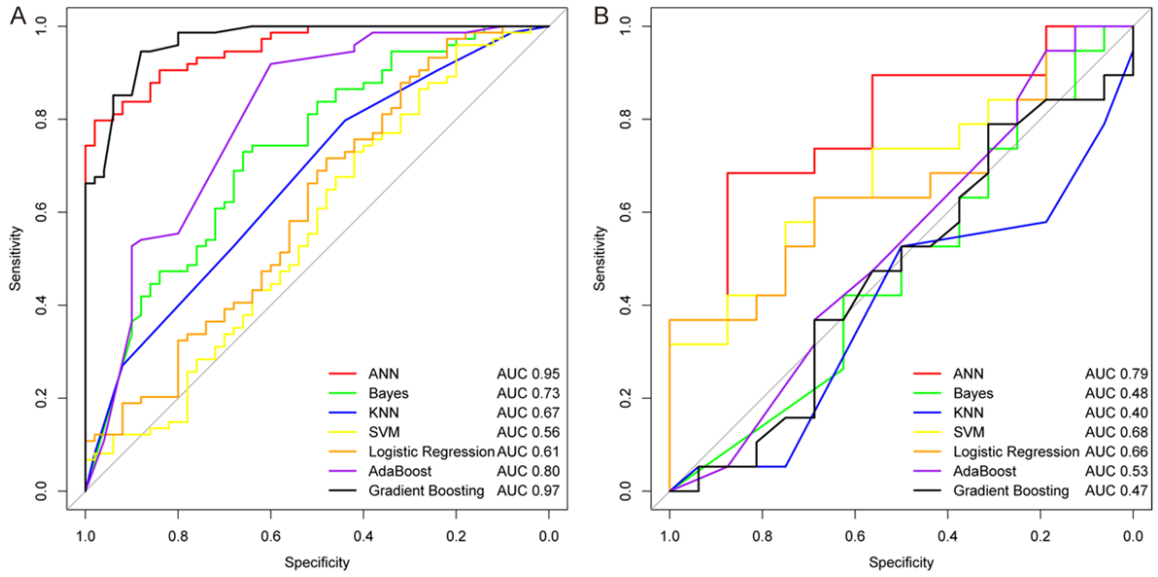 A
Sensitivity
0.0 0.2 0.4 0.6 0.8 1.0
ANN AUC 0.95
Bayes AUC 0.73
KNN AUC 0.67
SVM AUC 0.56
Logistic Regression AUC 0.61
AdaBoost AUC 0.80
Gradient Boosting AUC 0.97
1.0 0.8 0.6 0.4 0.2 0.0
Specificity
B
Sensitivity
0.0 0.2 0.4 0.6 0.8 1.0
ANN AUC 0.79
Bayes AUC 0.48
KNN AUC 0.40
SVM AUC 0.68
Logistic Regression AUC 0.66
AdaBoost AUC 0.53
Gradient Boosting AUC 0.47
1.0 0.8 0.6 0.4 0.2 0.0
Specificity